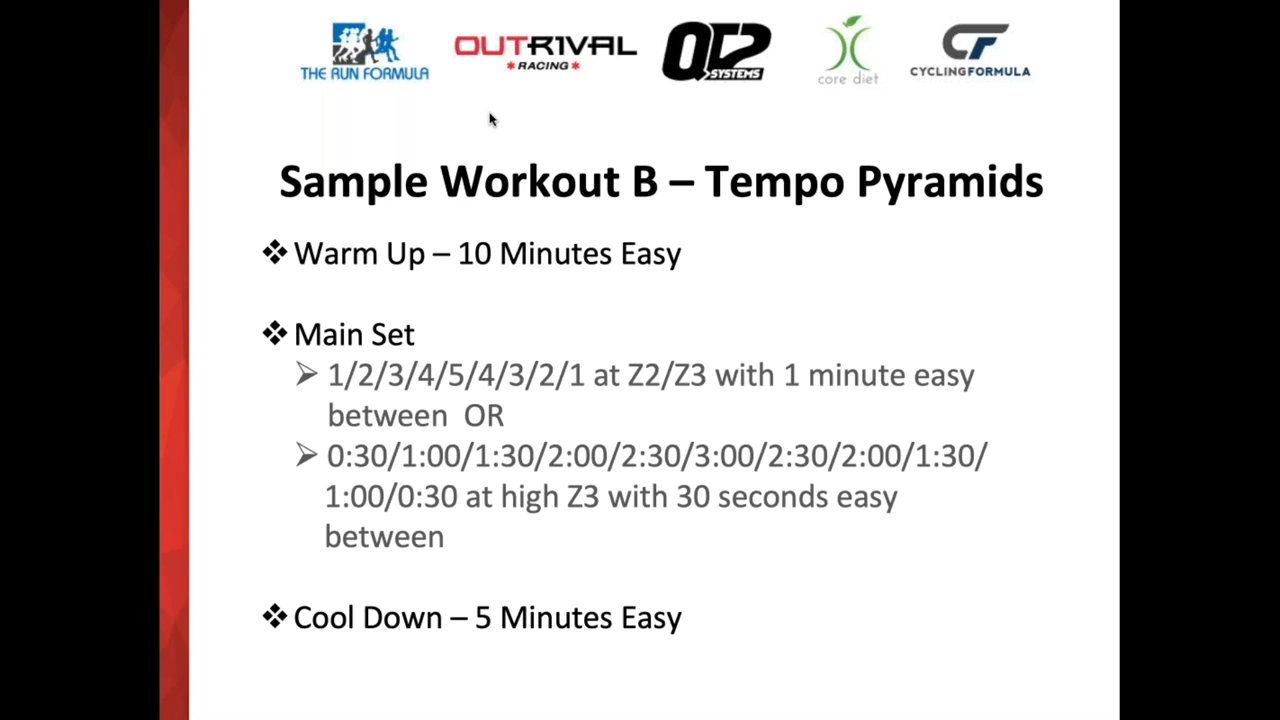 THE RUN FORMULA
OUTRIVAL
RACING
QT2
SYSTEMS
core diet
CF
CYCLINGFORMULA
Sample Workout B – Tempo Pyramids
❖ Warm Up – 10 Minutes Easy
❖ Main Set
➢ 1/2/3/4/5/4/3/2/1 at Z2/Z3 with 1 minute easy
between OR
➢ 0:30/1:00/1:30/2:00/2:30/3:00/2:30/2:00/1:30/
1:00/0:30 at high Z3 with 30 seconds easy
between
❖ Cool Down – 5 Minutes Easy